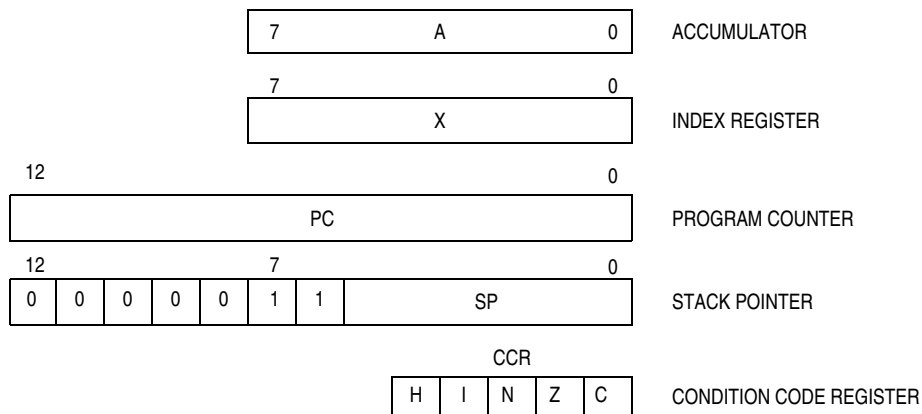 7 A 0 ACCUMULATOR
7 0
X INDEX REGISTER
12 0
PC PROGRAM COUNTER
12 7 0
0 0 0 0 0 1 1 SP STACK POINTER
CCR
H I N Z C CONDITION CODE REGISTER